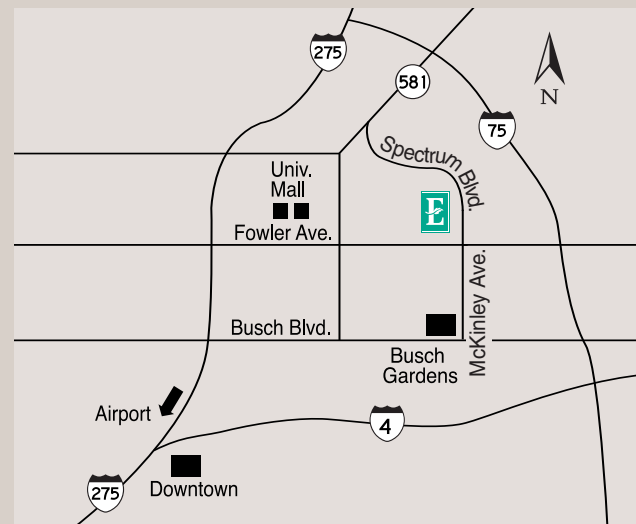 275
581
N
75
Spectrum Blvd.
Univ.
Mall
E
Fowler Ave.
McKinley Ave.
Busch Blvd.
Busch
Gardens
Airport
4
275
Downtown